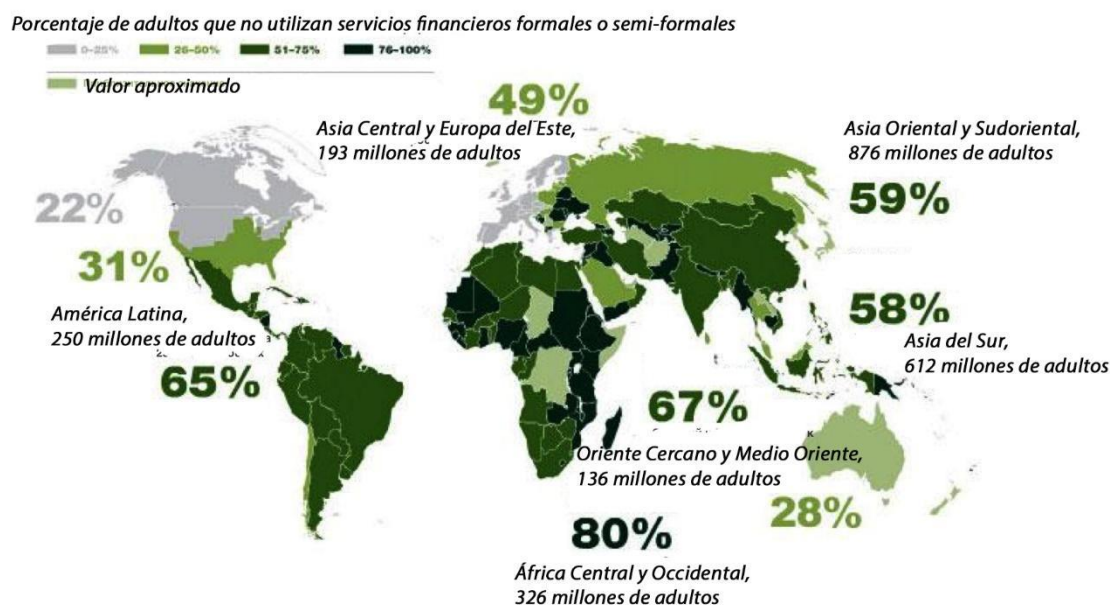 Porcentaje de adultos que no utilizan servicios financieros formales o semi-formales
0–25% 26–50% 51–75% 76–100%
Valor aproximado
49%
Asia Central y Europa del Este,
193 millones de adultos
Asia Oriental y Sudoriental,
876 millones de adultos
59%
22%
31%
América Latina,
250 millones de adultos
65%
58%
Asia del Sur,
612 millones de adultos
67%
Oriente Cercano y Medio Oriente,
136 millones de adultos
K
28%
80%
África Central y Occidental,
326 millones de adultos